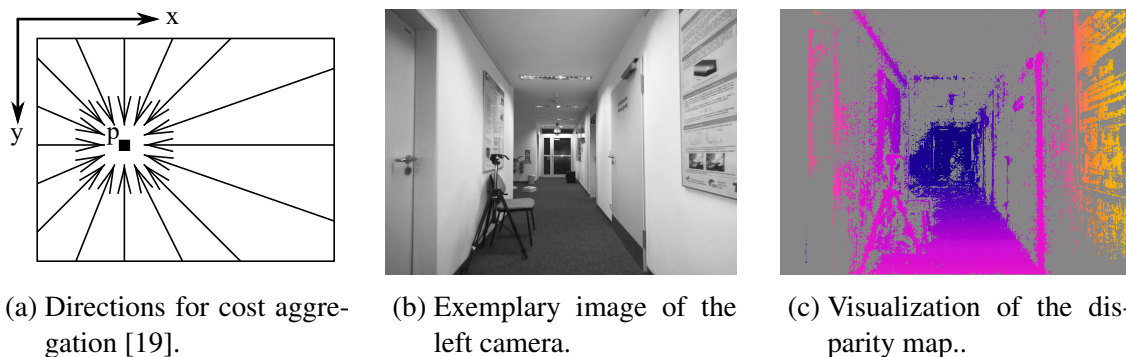 x
y
p
(a) Directions for cost aggre-
gation [19].
(b) Exemplary image of the
left camera.
(c) Visualization of the dis-
parity map..